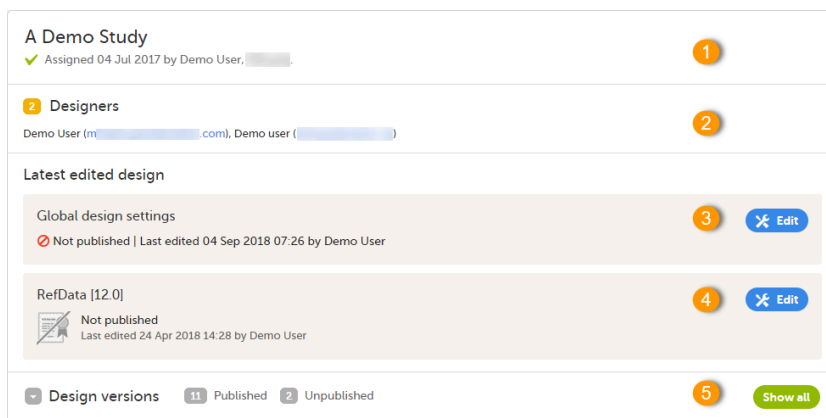 A Demo Study
Assigned 04 Jul 2017 by Demo User, .
1
2 Designers
2
Demo User (m .com), Demo user ( )
Latest edited design
Global design settings
3
Edit
Not published | Last edited 04 Sep 2018 07:26 by Demo User
RefData [12.0]
4
Edit
Not published
Last edited 24 Apr 2018 14:28 by Demo User
Design versions 11 Published 2 Unpublished
5
Show all